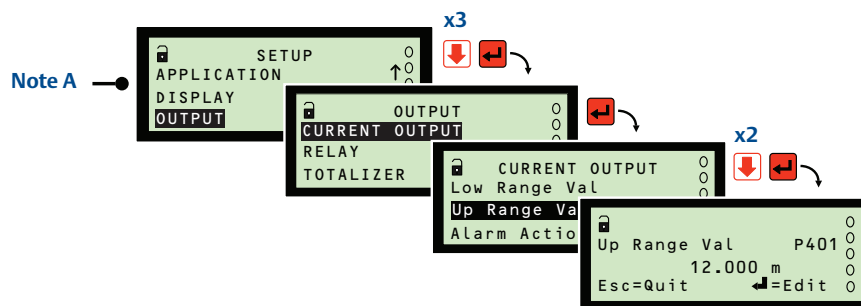 x3
SETUP
APPLICATION ↑
DISPLAY
OUTPUT
Note A
OUTPUT
CURRENT OUTPUT
RELAY
TOTALIZER
x2
CURRENT OUTPUT
Low Range Val
Up Range Va
Alarm Actio
Up Range Val P401
12.000 m
Esc=Quit ↵=Edit